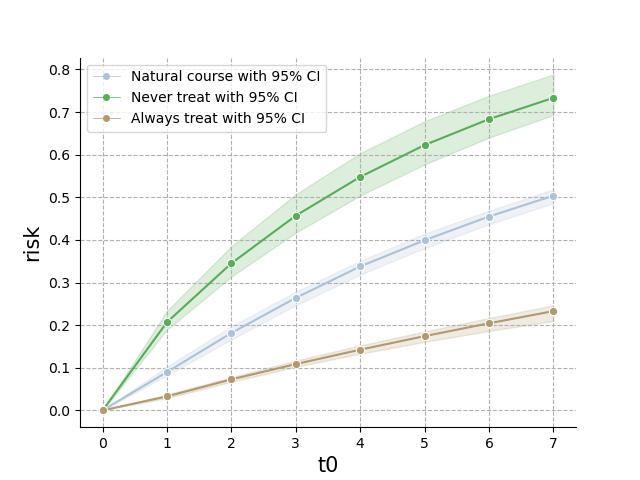 Natural course with 95% CI
Never treat with 95% CI
Always treat with 95% CI
0.8
0.7
0.6
0.5
0.4
0.3
0.2
0.1
0.0
risk
0 1 2 3 4 5 6 7
t0